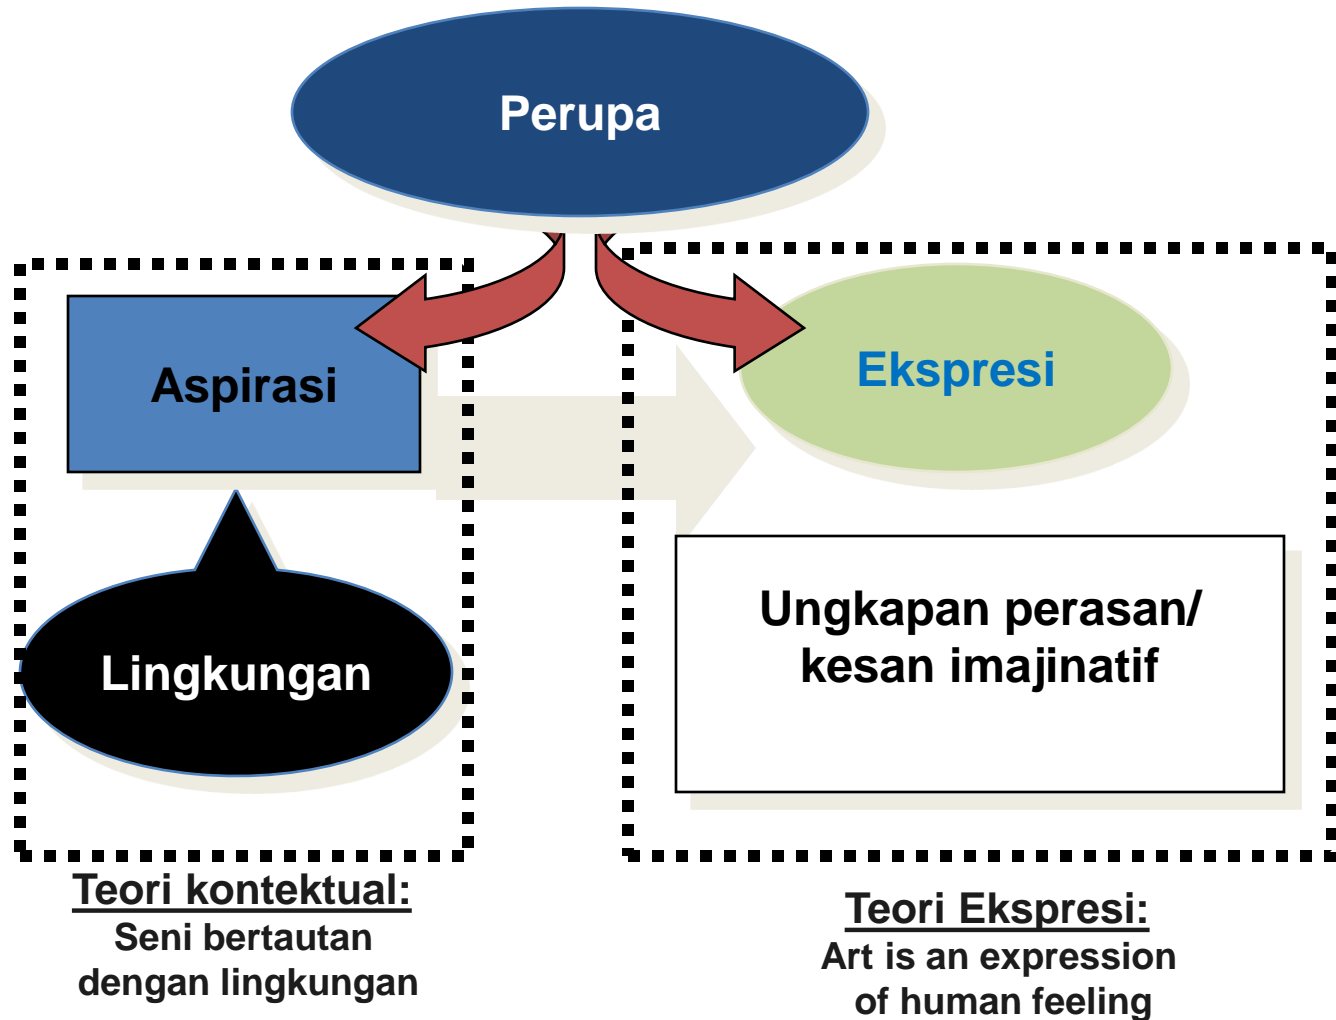 Perupa
Aspirasi
Ekspresi
Lingkungan
Ungkapan perasan/
kesan imajinatif
Teori kontektual:
Seni bertautan
dengan lingkungan
Teori Ekspresi:
Art is an expression
of human feeling